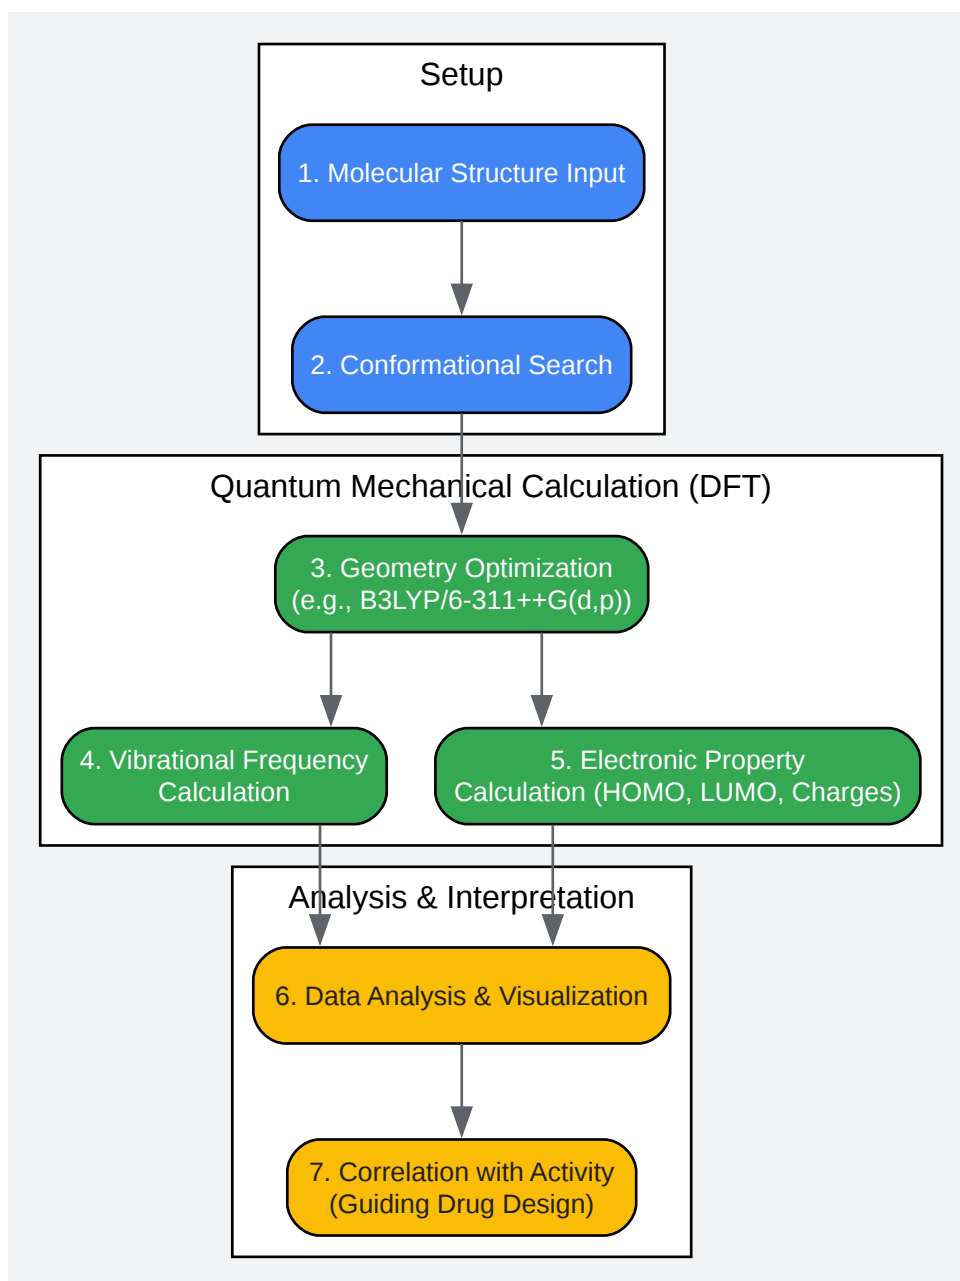 Setup
1. Molecular Structure Input
2. Conformational Search
Quantum Mechanical Calculation (DFT)
3. Geometry Optimization
(e.g., B3LYP/6-311++G(d,p))
4. Vibrational Frequency
Calculation
5. Electronic Property
Calculation (HOMO, LUMO, Charges)
Analysis & Interpretation
6. Data Analysis & Visualization
7. Correlation with Activity
(Guiding Drug Design)